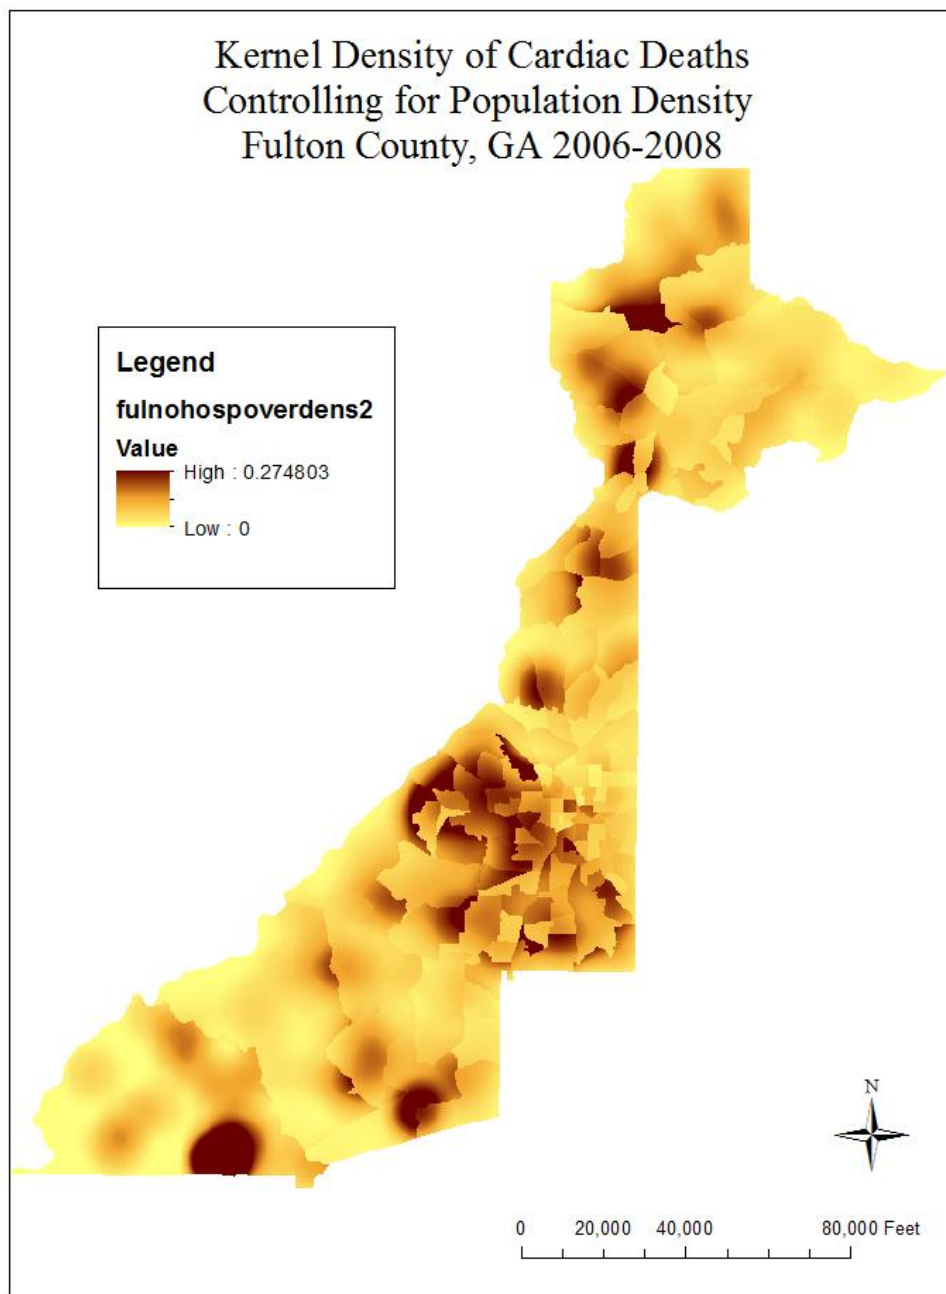 Kernel Density of Cardiac Deaths
Controlling for Population Density
Fulton County, GA 2006-2008
Legend
fulnohospoverdens2
Value
High : 0.274803
Low : 0
N
0 20,000 40,000 80,000 Feet